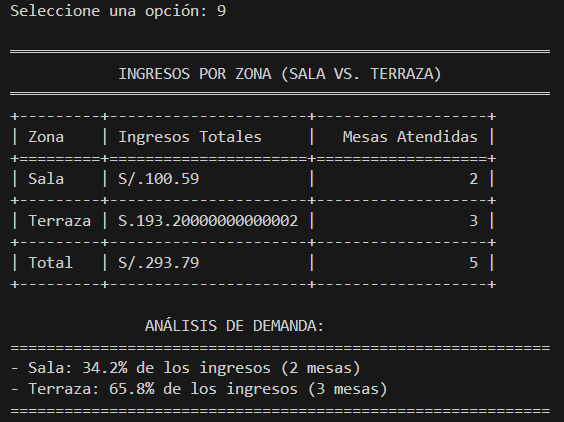 Seleccione una opción: 9
INGRESOS POR ZONA (SALA VS. TERRAZA)
Zona Ingresos Totales Mesas Atendidas
Sala S/.100.59 2
Terraza S.193.20000000000002 3
Total S/.293.79 5
ANÁLISIS DE DEMANDA:
- Sala: 34.2% de los ingresos (2 mesas)
- Terraza: 65.8% de los ingresos (3 mesas)